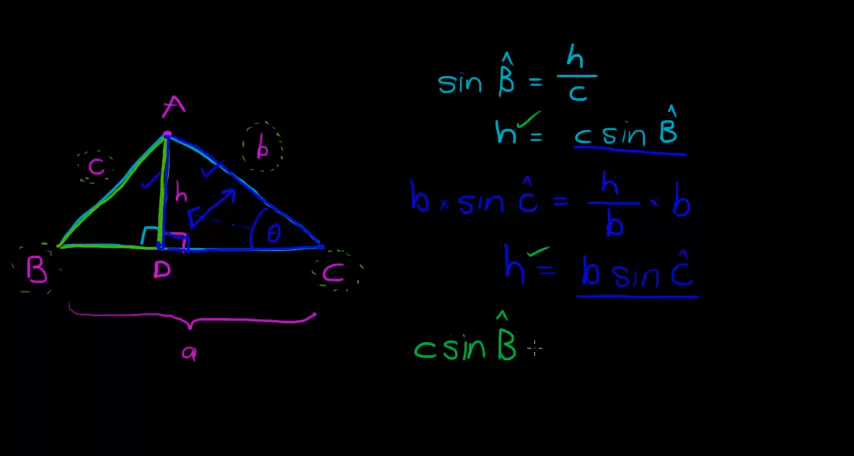 A
c
b
h
θ
B
D
C
a
sin B̂ = h/c
h = c sin B̂
b × sin Ĉ = h/b × b
h = b sin Ĉ
c sin B̂